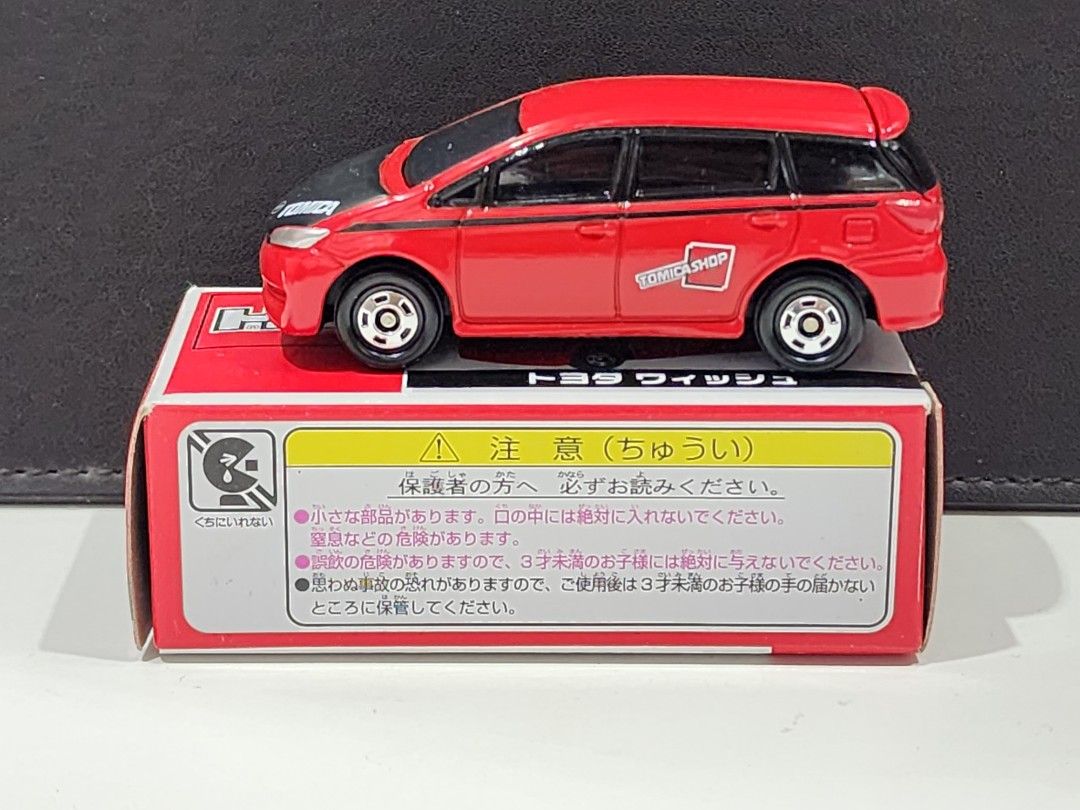 TOMICA
TOMICASHOP
トヨタ ウィッシュ
注意(ちゅうい)
くちにいれない
保護者の方へ 必ずお読みください。
●小さな部品があります。口の中には絶対に入れないでください。
窒息などの危険があります。
●誤飲の危険がありますので、3才未満のお子様には絶対に与えないでください。
●思わぬ事故の恐れがありますので、ご使用後は3才未満のお子様の手の届かない
ところに保管してください。